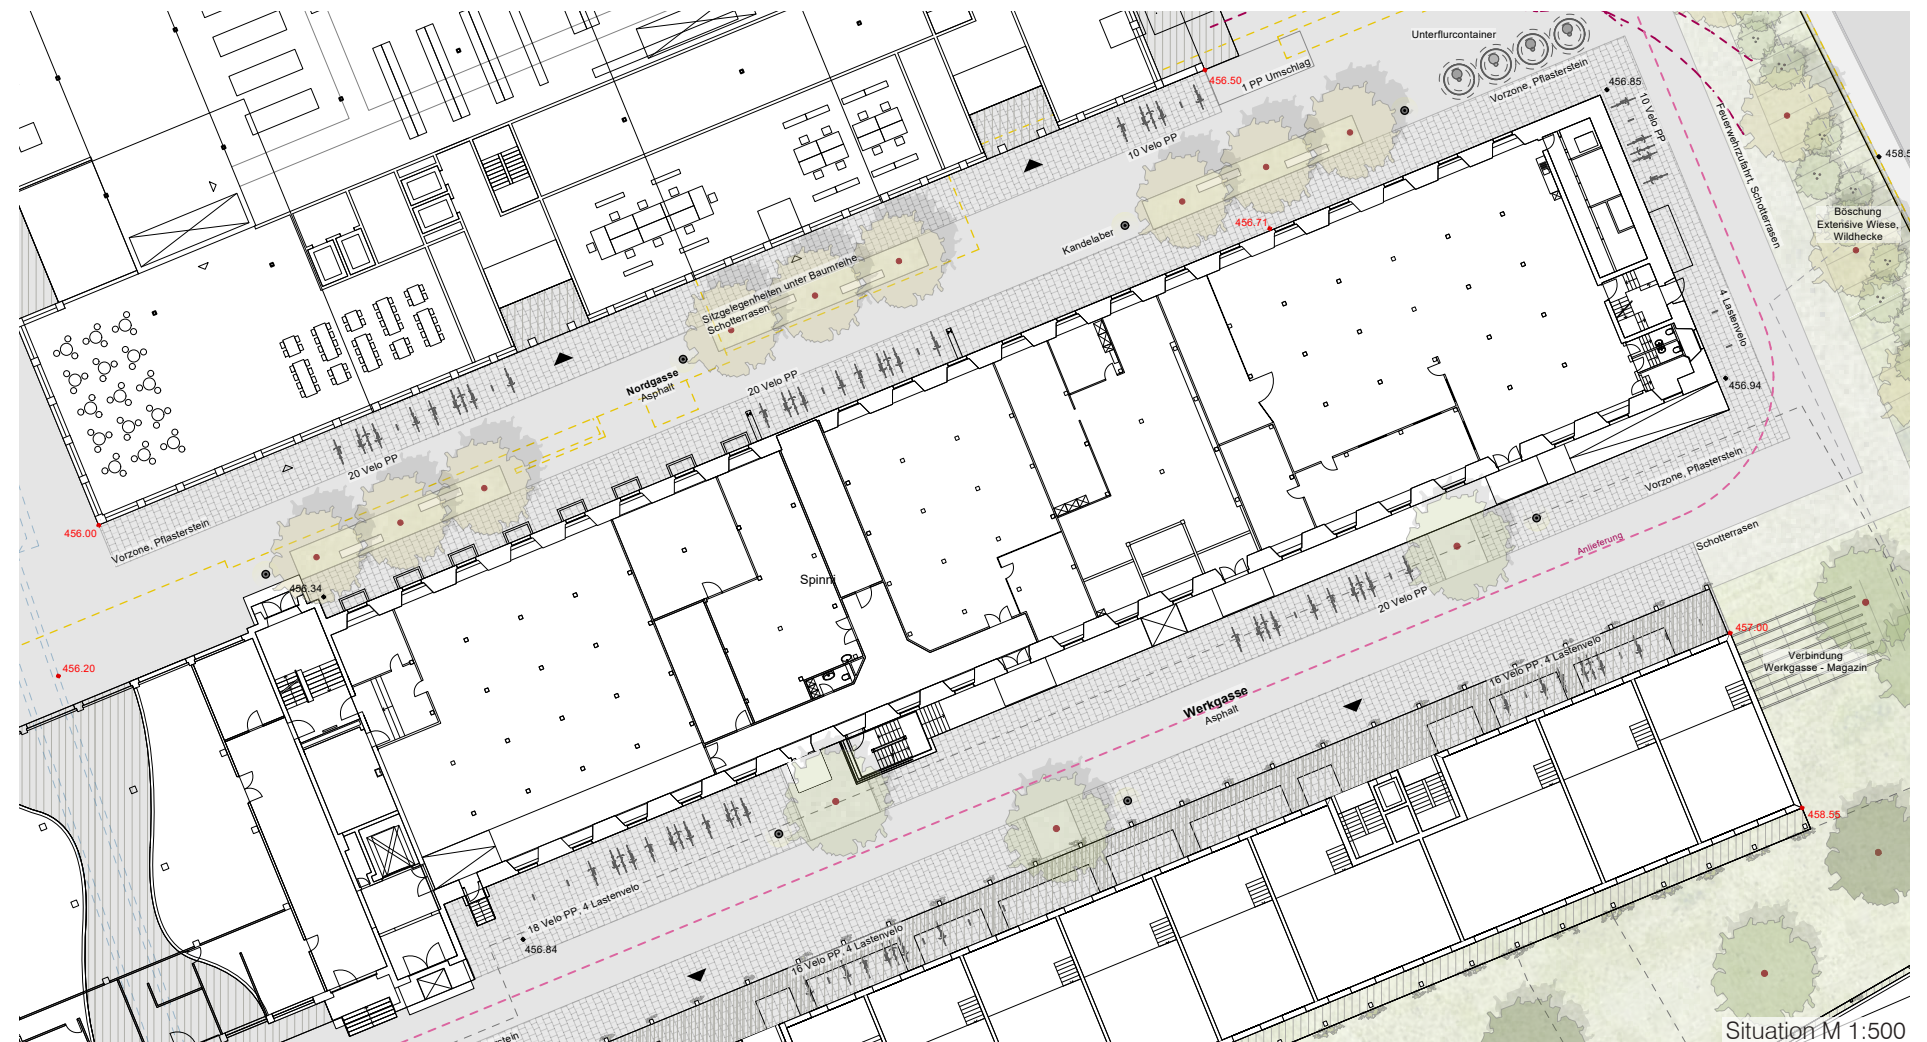 Unterflurcontainer
456.50
1 PP Umschlag
Vorzone, Pflasterstein
456.85
10 Velo PP
10 Velo PP
Feuerwehrzufahrt, Schotterrasen
458.5
Böschung
Extensive Wiese,
Wildhecke
456.71
Kandelaber
Sitzgelegenheiten unter Baumreihe
Schotterrasen
4 Lastenvelo
456.94
Nordgasse
Asphalt
20 Velo PP
20 Velo PP
Vorzone, Pflasterstein
456.00
Vorzone, Pflasterstein
456.34
456.20
Spinni
Anlieferung
Schotterrasen
20 Velo PP
457.00
Verbindung
Werkgasse - Magazin
16 Velo PP, 4 Lastenvelo
Werkgasse
Asphalt
458.55
18 Velo PP, 4 Lastenvelo
456.84
16 Velo PP, 4 Lastenvelo
Situation M 1:500